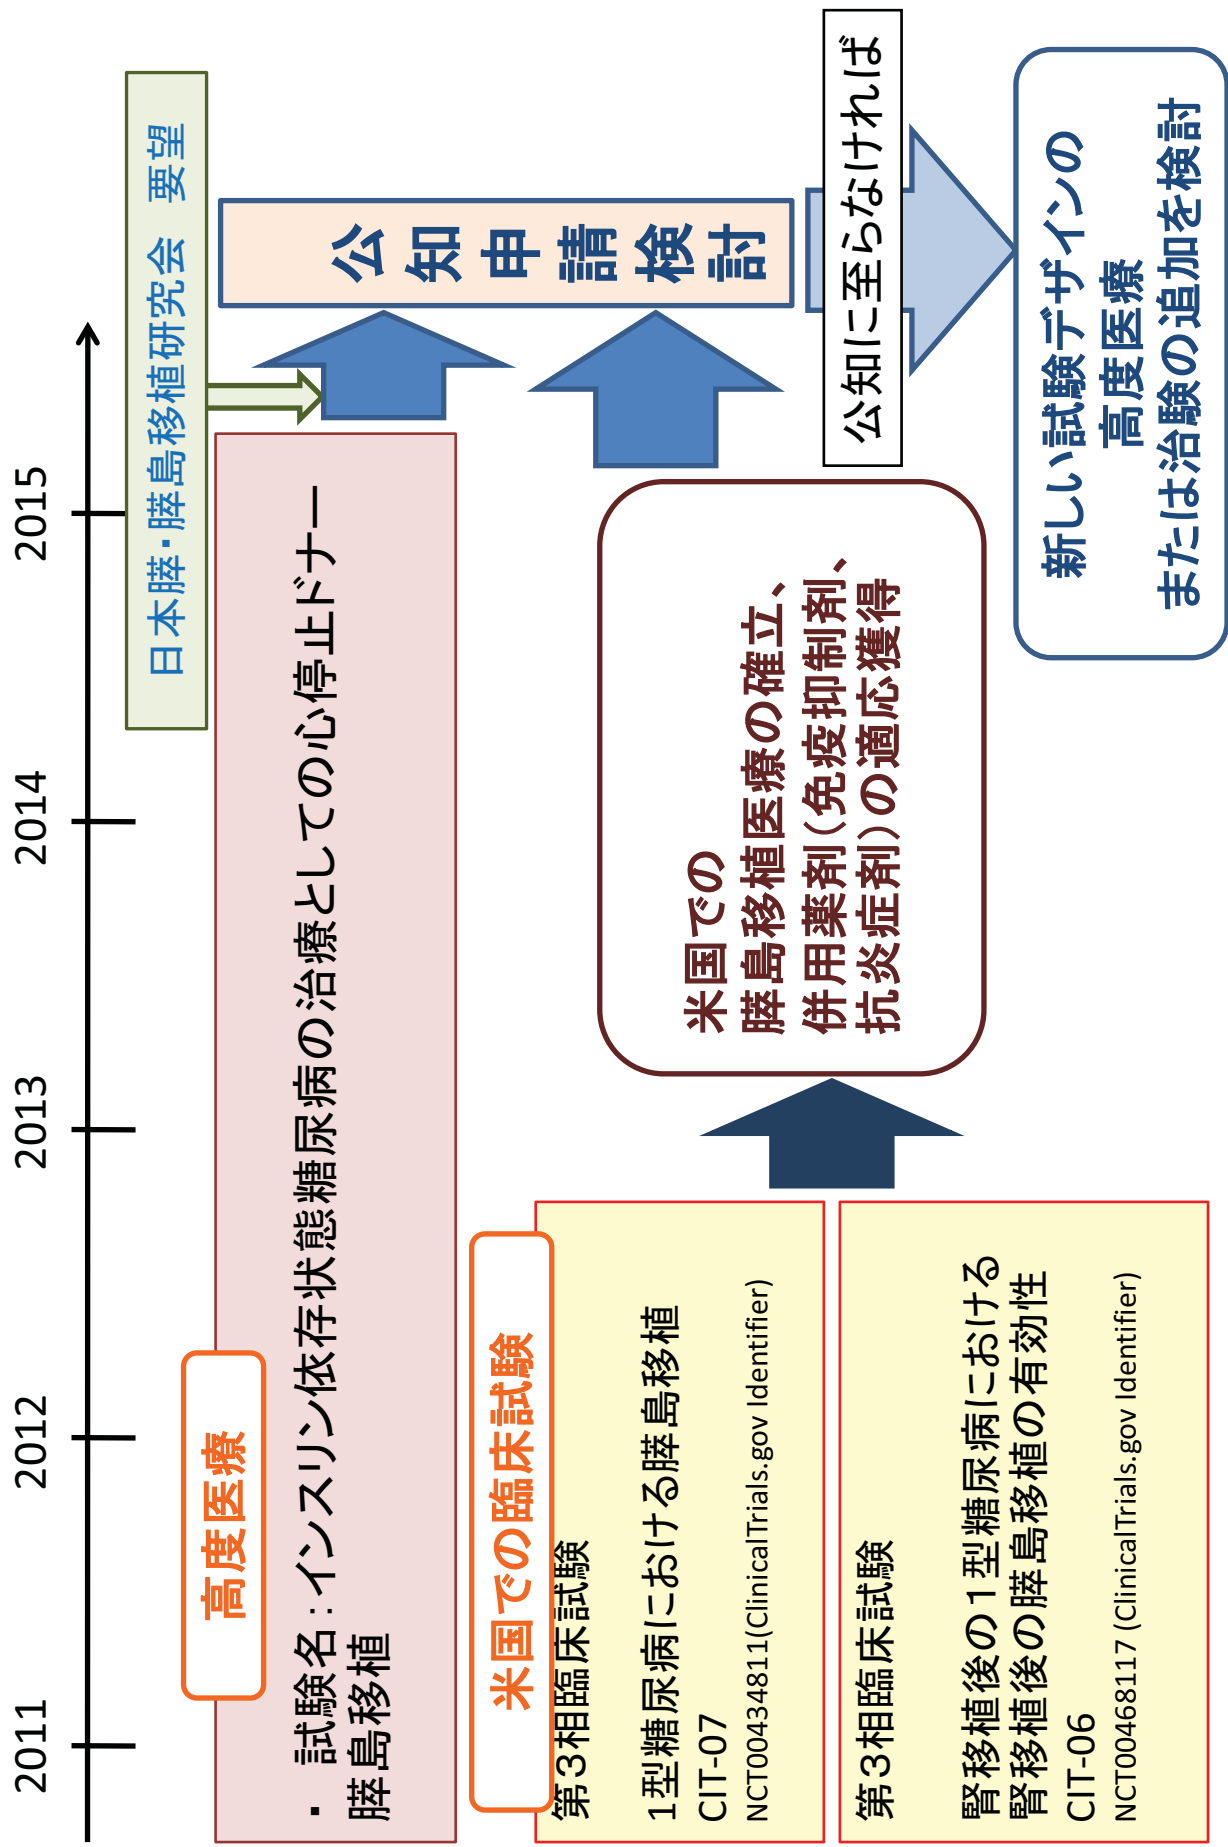 2011
2012
2013
2014
2015
日本膵・膵島移植研究会 要望
高度医療
・ 試験名：インスリン依存状態糖尿病の治療としての心停止ドナー
膵島移植
公知申請検討
米国での臨床試験
第3相臨床試験
1型糖尿病における膵島移植
CIT-07
NCT00434811(ClinicalTrials.gov Identifier)
第3相臨床試験
腎移植後の1型糖尿病における
腎移植後の膵島移植の有効性
CIT-06
NCT00468117 (ClinicalTrials.gov Identifier)
米国での
膵島移植医療の確立、
併用薬剤(免疫抑制剤、
抗炎症剤)の適応獲得
公知に至らなければ
新しい試験デザインの
高度医療
または治験の追加を検討